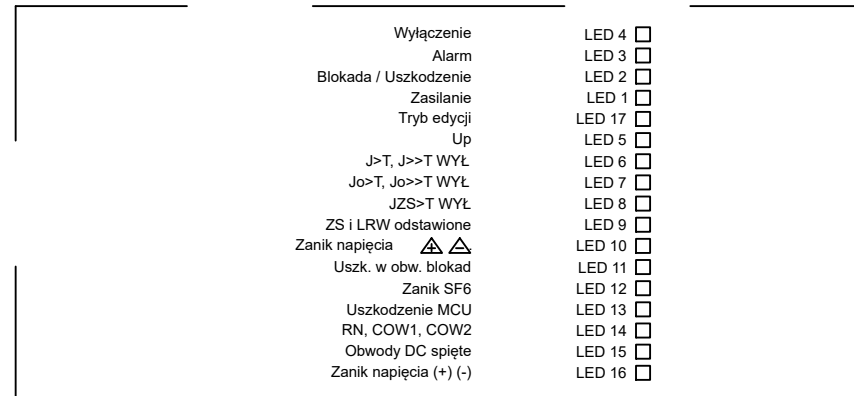 Wyłączenie LED 4
Alarm LED 3
Blokada / Uszkodzenie LED 2
Zasilanie LED 1
Tryb edycji LED 17
Up LED 5
J>T, J>>T WYŁ LED 6
Jo>T, Jo>>T WYŁ LED 7
JZS>T WYŁ LED 8
ZS i LRW odstawione LED 9
Zanik napięcia + - LED 10
Uszk. w obw. blokad LED 11
Zanik SF6 LED 12
Uszkodzenie MCU LED 13
RN, COW1, COW2 LED 14
Obwody DC spięte LED 15
Zanik napięcia (+) (-) LED 16